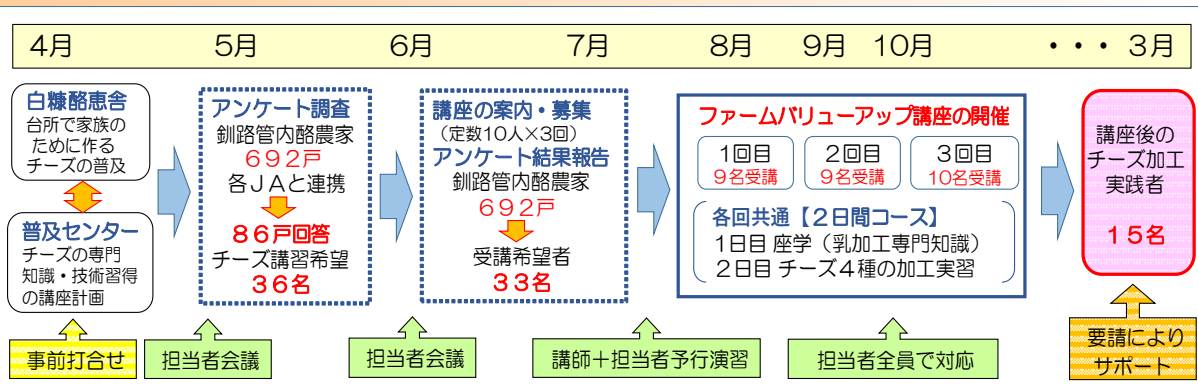 4月 5月 6月 7月 8月 9月 10月 ・・・ 3月
白糠酪恵舎
台所で家族の
ために作る
チーズの普及
普及センター
チーズの専門
知識・技術習得
の講座計画
アンケート調査
釧路管内酪農家
692戸
各JAと連携
86戸回答
チーズ講習希望
36名
講座の案内・募集
(定数10人×3回)
アンケート結果報告
釧路管内酪農家
692戸
受講希望者
33名
ファームバリューアップ講座の開催
1回目
9名受講
2回目
9名受講
3回目
10名受講
各回共通【2日間コース】
1日目 座学(乳加工専門知識)
2日目 チーズ4種の加工実習
講座後の
チーズ加工
実践者
15名
事前打合せ
担当者会議
担当者会議
講師+担当者予行演習
担当者全員で対応
要請により
サポート